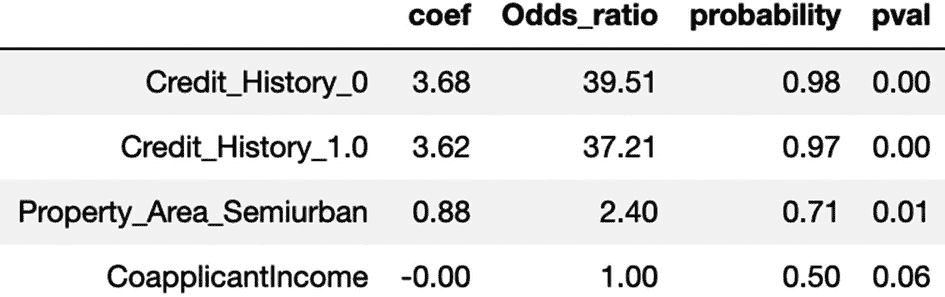 coef Odds_ratio probability pval
Credit_History_0 3.68 39.51 0.98 0.00
Credit_History_1.0 3.62 37.21 0.97 0.00
Property_Area_Semiurban 0.88 2.40 0.71 0.01
CoapplicantIncome -0.00 1.00 0.50 0.06